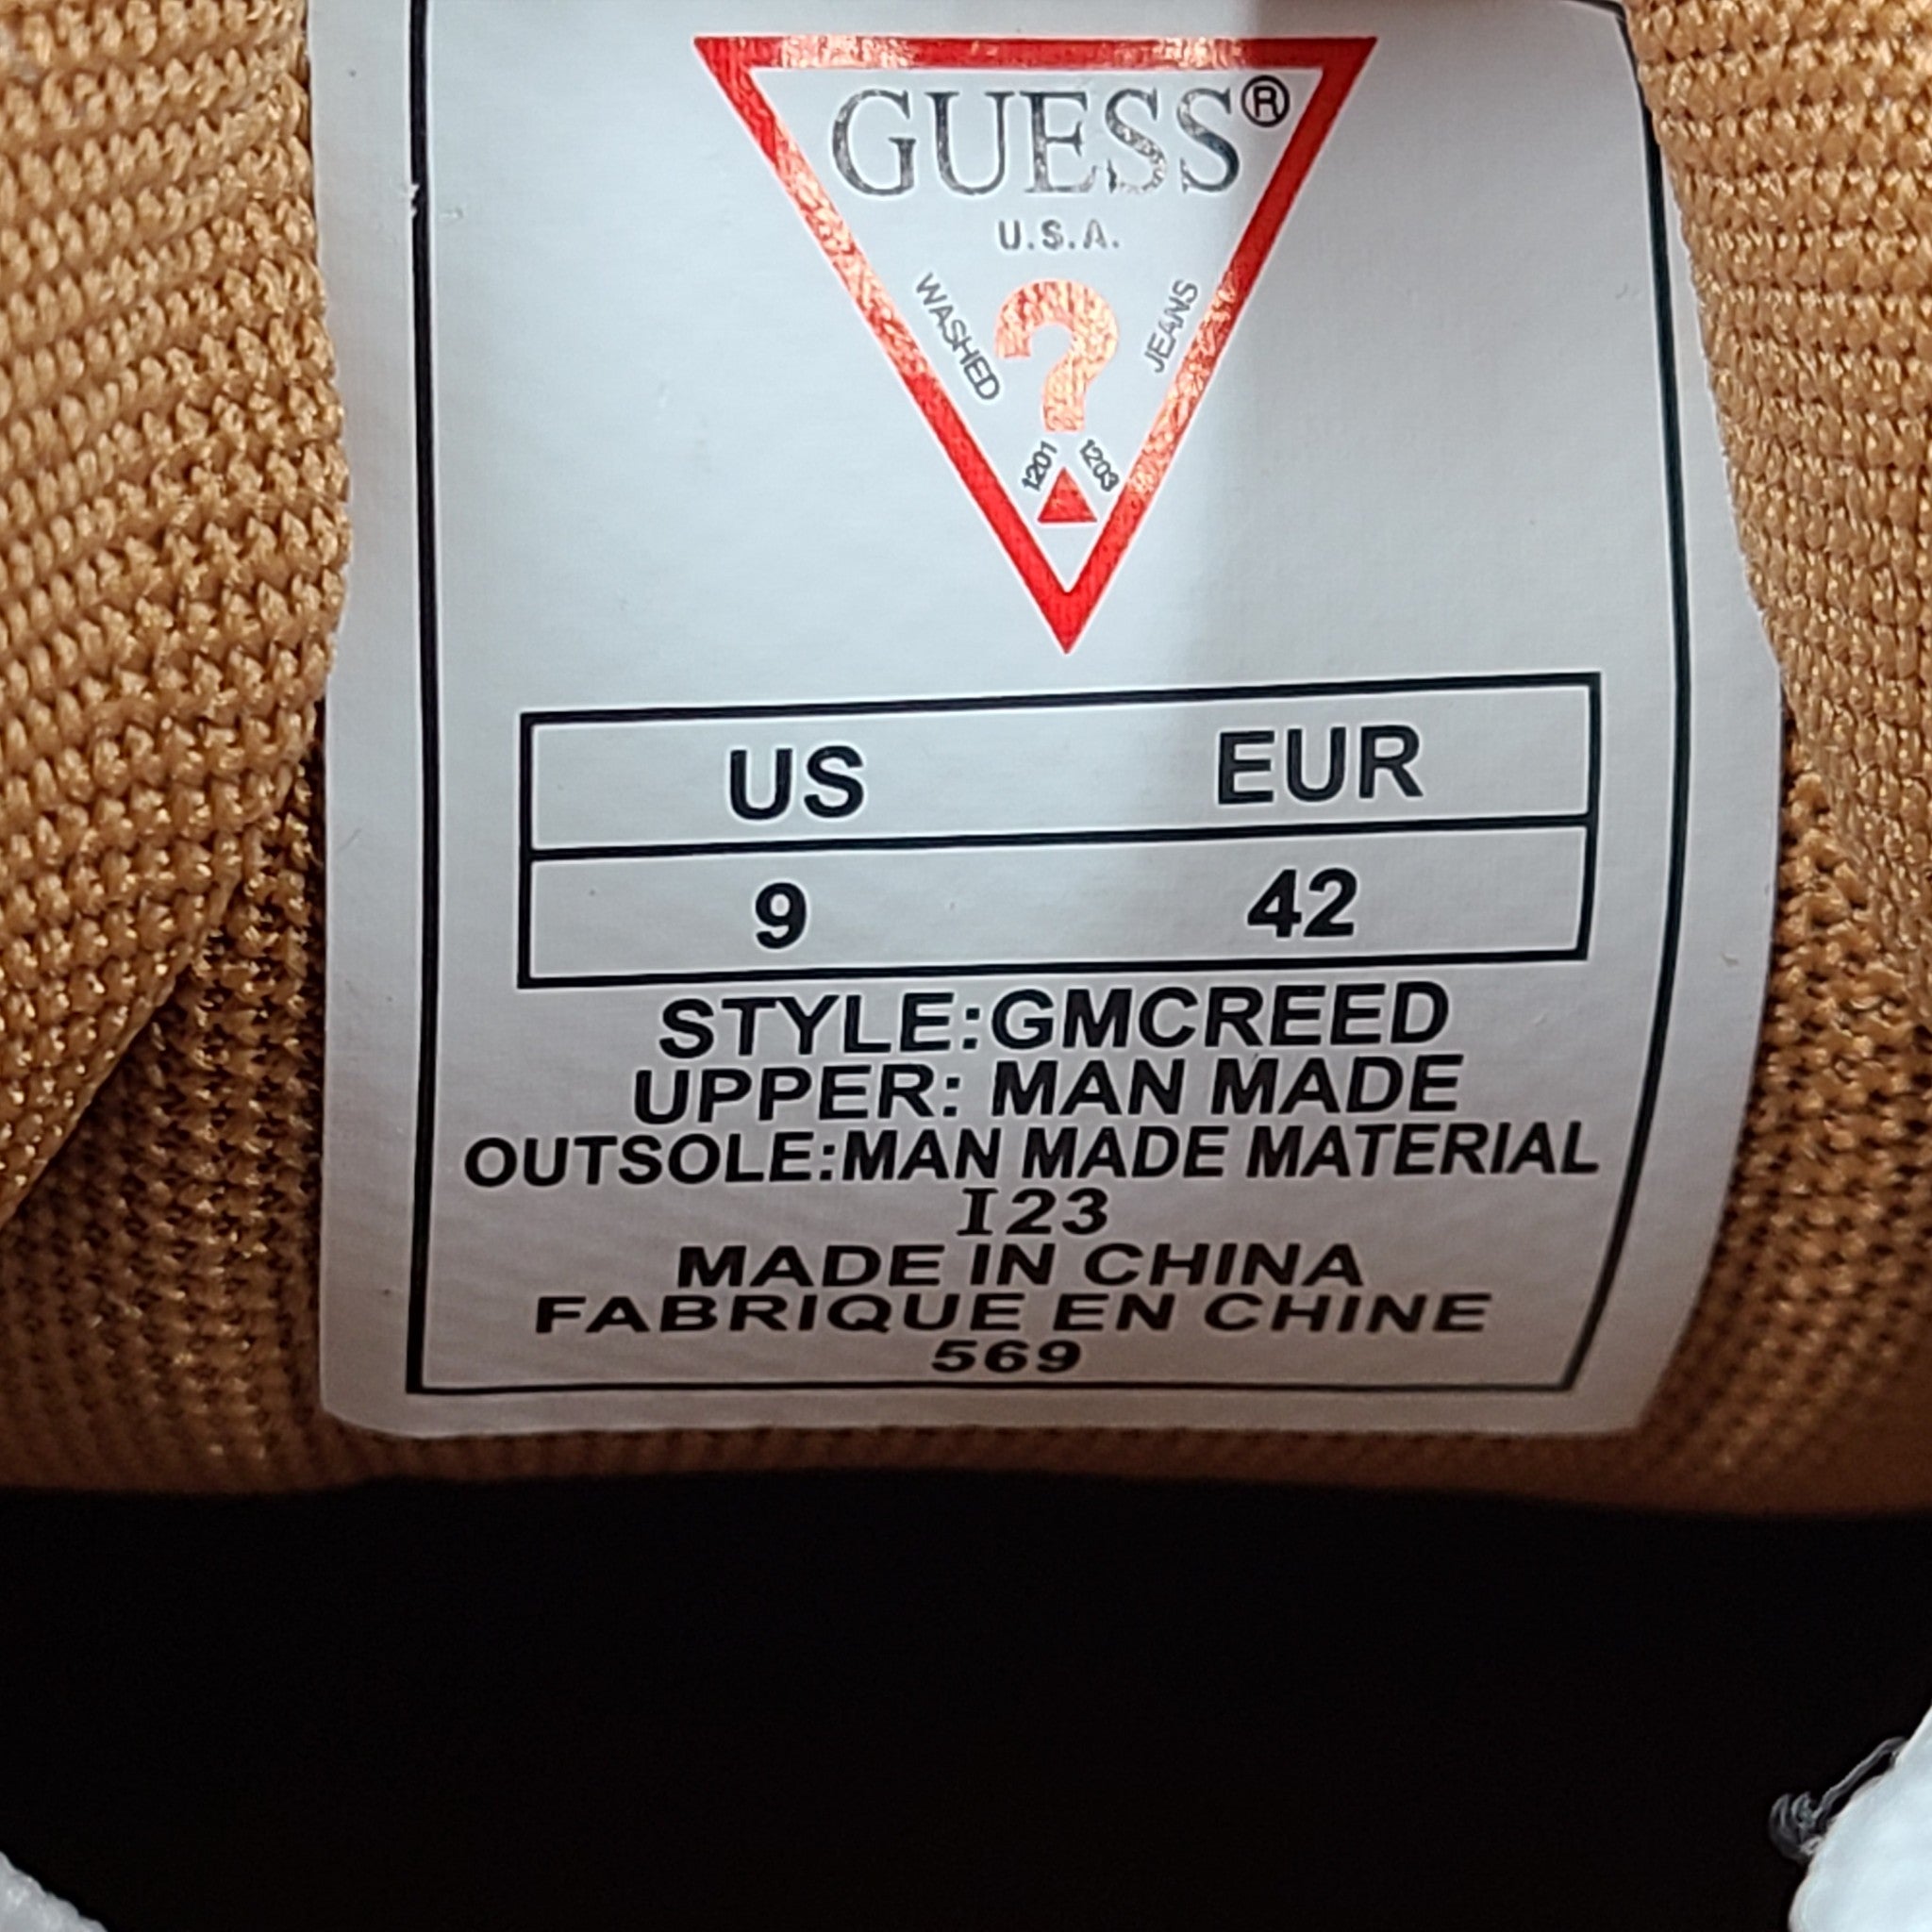 GUESS®
U.S.A.
WASHED ? JEANS
1201 1203
US EUR
9 42
STYLE:GMCREED
UPPER: MAN MADE
OUTSOLE:MAN MADE MATERIAL
I23
MADE IN CHINA
FABRIQUE EN CHINE
569